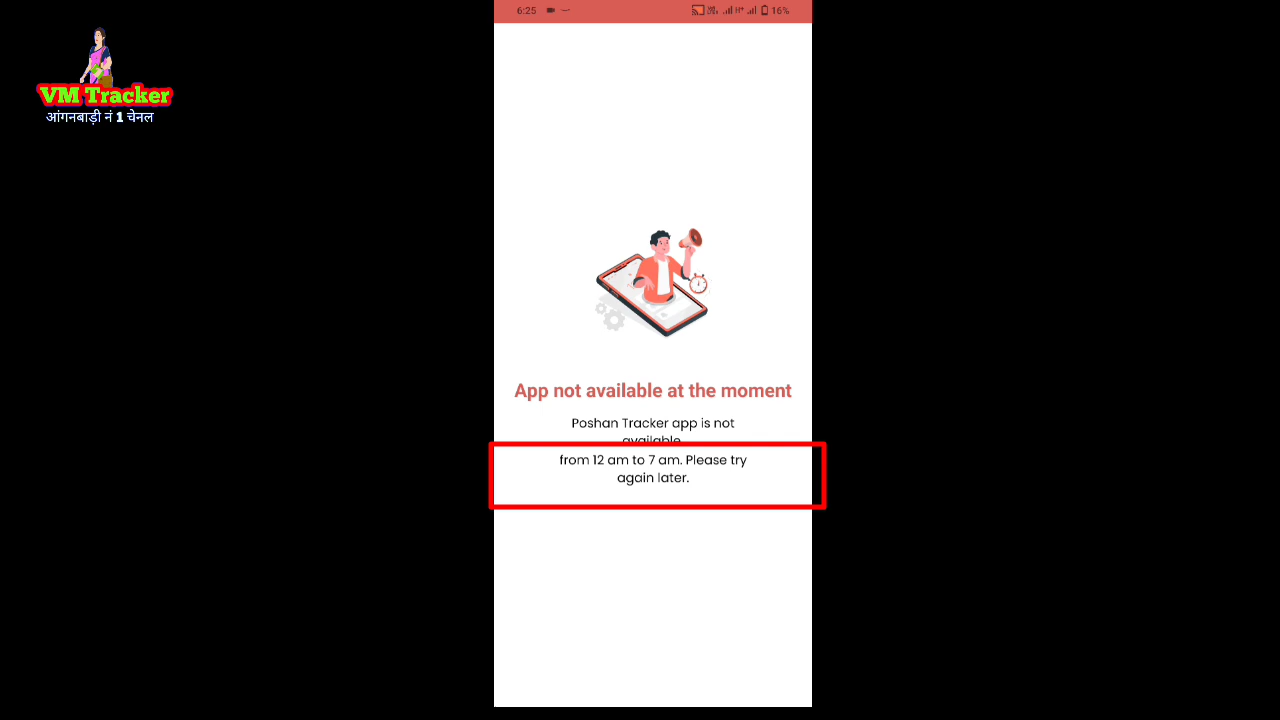 6:25
16%
VM Tracker
आंगनबाड़ी नं 1 चेनल
App not available at the moment
Poshan Tracker app is not
available
from 12 am to 7 am. Please try
again later.